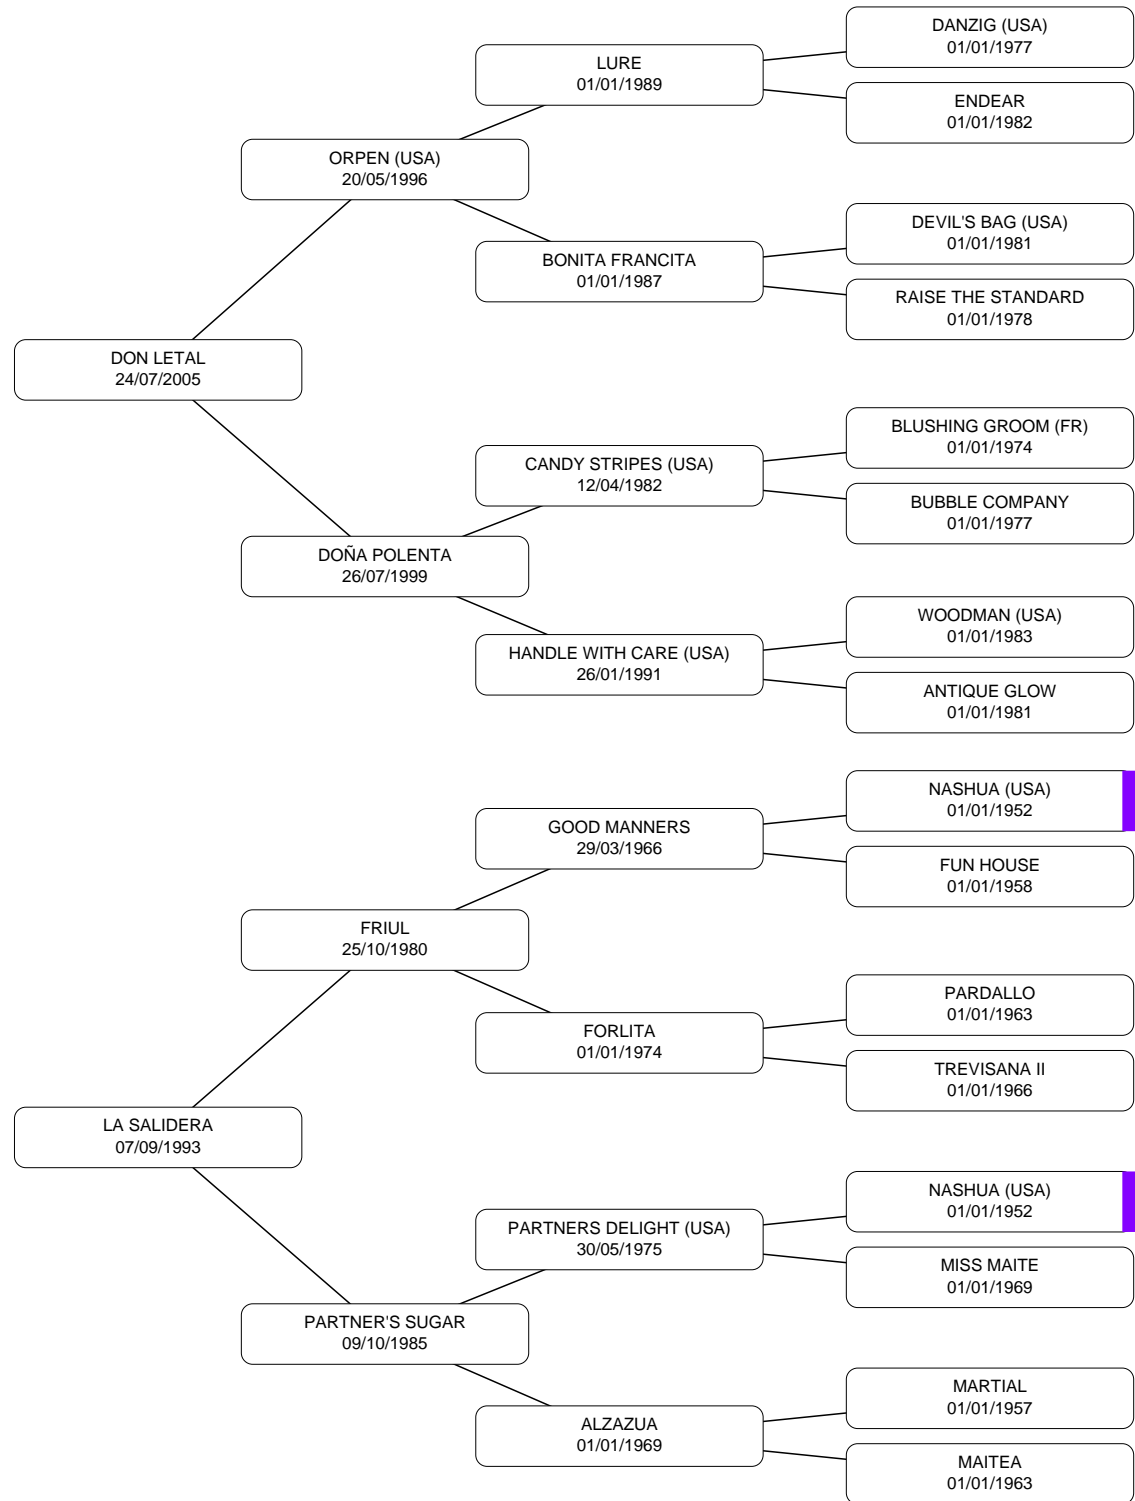 DANZIG (USA)
01/01/1977
LURE
01/01/1989
ENDEAR
01/01/1982
ORPEN (USA)
20/05/1996
DEVIL'S BAG (USA)
01/01/1981
BONITA FRANCITA
01/01/1987
RAISE THE STANDARD
01/01/1978
DON LETAL
24/07/2005
BLUSHING GROOM (FR)
01/01/1974
CANDY STRIPES (USA)
12/04/1982
BUBBLE COMPANY
01/01/1977
DOÑA POLENTA
26/07/1999
WOODMAN (USA)
01/01/1983
HANDLE WITH CARE (USA)
26/01/1991
ANTIQUE GLOW
01/01/1981
NASHUA (USA)
01/01/1952
GOOD MANNERS
29/03/1966
FUN HOUSE
01/01/1958
FRIUL
25/10/1980
PARDALLO
01/01/1963
FORLITA
01/01/1974
TREVISANA II
01/01/1966
LA SALIDERA
07/09/1993
NASHUA (USA)
01/01/1952
PARTNERS DELIGHT (USA)
30/05/1975
MISS MAITE
01/01/1969
PARTNER'S SUGAR
09/10/1985
MARTIAL
01/01/1957
ALZAZUA
01/01/1969
MAITEA
01/01/1963